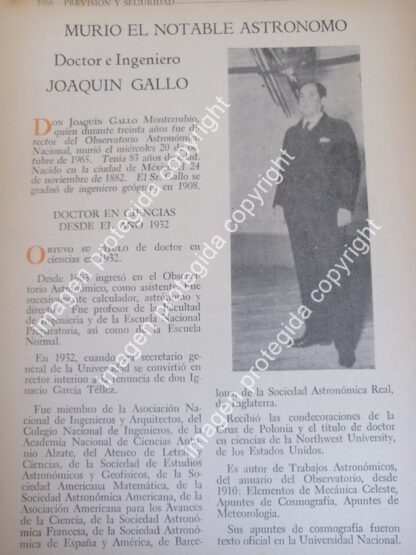 1966 - PREVISION Y SEGURIDAD
MURIO EL NOTABLE ASTRONOMO
Doctor e Ingeniero
JOAQUIN GALLO
DON JOAQUÍN GALLO Monterrubio,
quien durante treinta años fue di-
rector del Observatorio Astronómico
Nacional, murió el miércoles 20 de oc-
tubre de 1965. Tenía 83 años de edad.
Nacido en la ciudad de México el 24
de noviembre de 1882. El Sr. Gallo se
graduó de ingeniero geógrafo en 1908.
DOCTOR EN CIENCIAS
DESDE EL AÑO 1932
OBTUVO SU TITULO de doctor en
ciencias en 1932.
Desde 1903 ingresó en el Observa-
torio Astronómico, como asistente. Fue
sucesivamente calculador, astrónomo y
director. Fue profesor de la Facultad
de Ingeniería y de la Escuela Nacional
Preparatoria, así como de la Escuela
Normal.
En 1932, cuando era secretario gene-
ral de la Universidad se convirtió en
rector interino a la renuncia de don Ig-
nacio García Téllez.
Fue miembro de la Asociación Na-
cional de Ingenieros y Arquitectos, del
Colegio Nacional de Ingenieros, de la
Academia Nacional de Ciencias Anto-
nio Alzate, del Ateneo de Letras y
Ciencias, de la Sociedad de Estudios
Astronómicos y Geofísicos, de la So-
ciedad Americana Matemática, de la
Sociedad Astronómica Americana, de la
Asociación Americana para los Avances
de la Ciencia, de la Sociedad Astronó-
mica Francesa, de la Sociedad Astronó-
mica de España y América, de Barce-
lona, de la Sociedad Astronómica Real,
de Inglaterra.
Recibió las condecoraciones de la
Cruz de Polonia y el título de doctor
en ciencias de la Northwest University,
de los Estados Unidos.
Es autor de Trabajos Astronómicos,
del anuario del Observatorio, desde
1910: Elementos de Mecánica Celeste,
Apuntes de Cosmografía, Apuntes de
Meteorología.
Sus apuntes de cosmografía fueron
texto oficial en la Universidad Nacional.
Imagen protegida copyright
Imagen protegida copyright
Imagen protegida copyright
Imagen protegida copyright